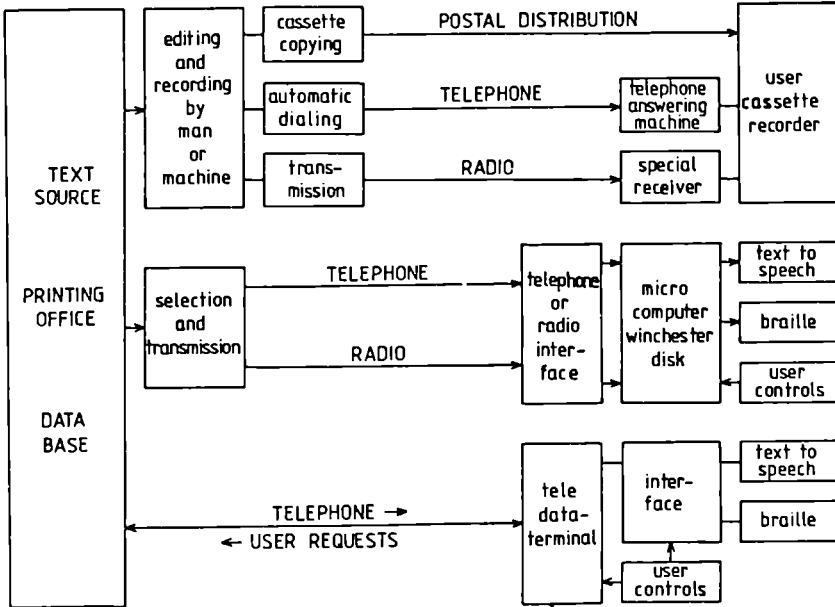 TEXT
SOURCE
PRINTING
OFFICE
DATA
BASE
editing
and
recording
by
man
or
machine
cassette
copying
POSTAL DISTRIBUTION
automatic
dialing
TELEPHONE
telephone
answering
machine
trans-
mission
RADIO
special
receiver
user
cassette
recorder
selection
and
transmission
TELEPHONE
RADIO
telephone
or
radio
inter-
face
micro
computer
winchester
disk
text to
speech
braille
user
controls
TELEPHONE →
← USER REQUESTS
tele
data-
terminal
inter-
face
text to
speech
braille
user
controls